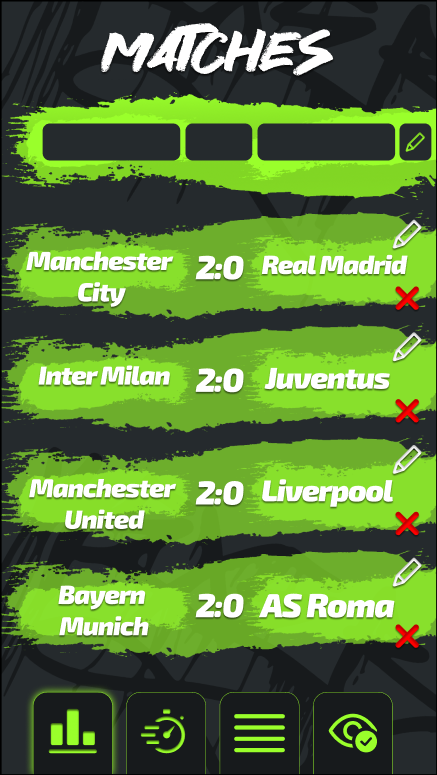 MATCHES
Manchester City 2:0 Real Madrid
Inter Milan 2:0 Juventus
Manchester United 2:0 Liverpool
Bayern Munich 2:0 AS Roma